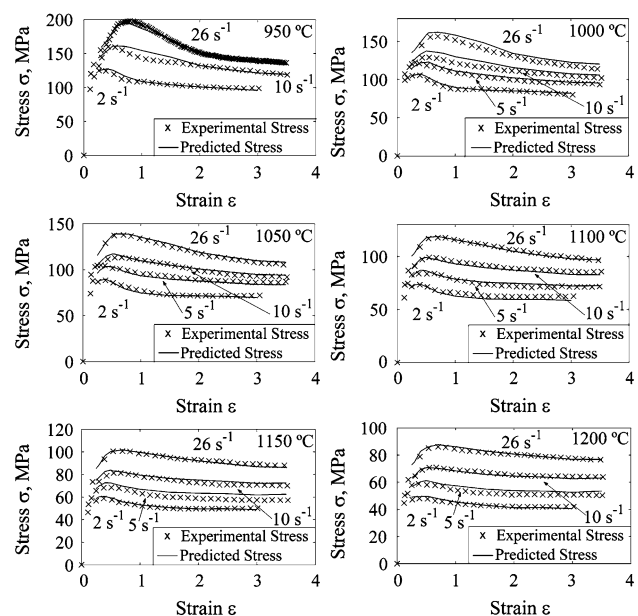 26 s⁻¹ 950 ºC
200
150
100
50
0
10 s⁻¹
2 s⁻¹
× Experimental Stress
— Predicted Stress
0 1 2 3 4
Strain ε
Stress σ, MPa
26 s⁻¹ 1000 ºC
150
100
50
0
10 s⁻¹
5 s⁻¹
2 s⁻¹
× Experimental Stress
— Predicted Stress
0 1 2 3 4
Strain ε
Stress σ, MPa
26 s⁻¹ 1050 ºC
150
100
50
0
10 s⁻¹
5 s⁻¹
2 s⁻¹
× Experimental Stress
— Predicted Stress
0 1 2 3 4
Strain ε
Stress σ, MPa
26 s⁻¹ 1100 ºC
100
50
0
10 s⁻¹
5 s⁻¹
2 s⁻¹
× Experimental Stress
— Predicted Stress
0 1 2 3 4
Strain ε
Stress σ, MPa
26 s⁻¹ 1150 ºC
120
100
80
60
40
20
0
10 s⁻¹
5 s⁻¹
2 s⁻¹
× Experimental Stress
— Predicted Stress
0 1 2 3 4
Strain ε
Stress σ, MPa
26 s⁻¹ 1200 ºC
100
80
60
40
20
0
10 s⁻¹
5 s⁻¹
2 s⁻¹
× Experimental Stress
— Predicted Stress
0 1 2 3 4
Strain ε
Stress σ, MPa